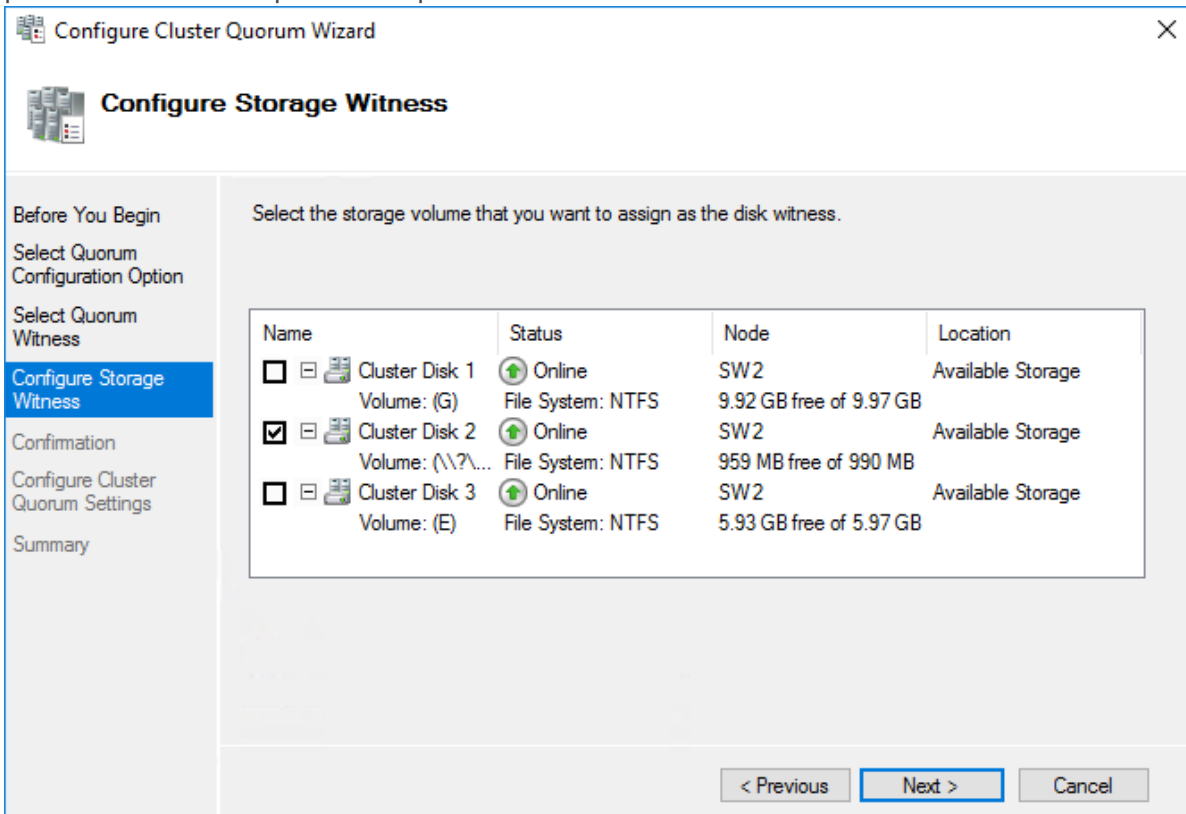 Configure Cluster Quorum Wizard
Configure Storage Witness
Before You Begin
Select Quorum
Configuration Option
Select Quorum
Witness
Configure Storage
Witness
Confirmation
Configure Cluster
Quorum Settings
Summary
Select the storage volume that you want to assign as the disk witness.
Name Status Node Location
Cluster Disk 1 Online SW2 Available Storage
Volume: (G) File System: NTFS 9.92 GB free of 9.97 GB
Cluster Disk 2 Online SW2 Available Storage
Volume: (\\?\... File System: NTFS 959 MB free of 990 MB
Cluster Disk 3 Online SW2 Available Storage
Volume: (E) File System: NTFS 5.93 GB free of 5.97 GB
< Previous Next > Cancel